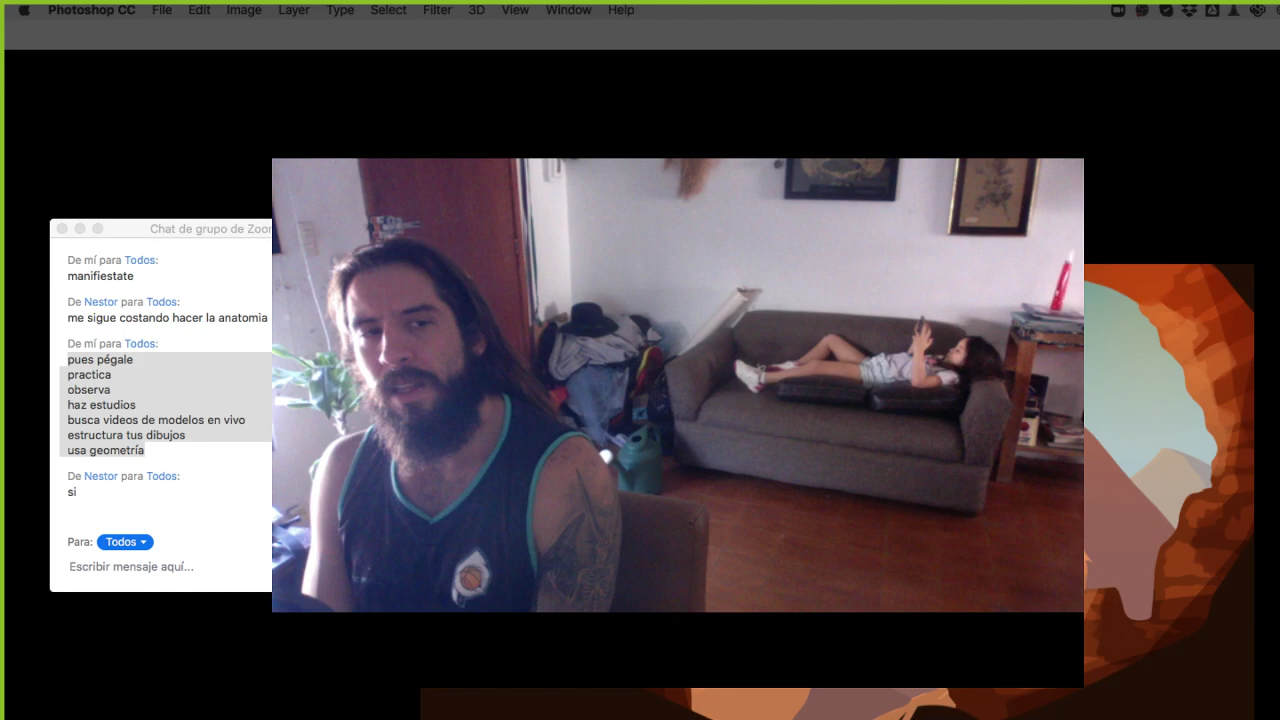 Photoshop CC File Edit Image Layer Type Select Filter 3D View Window Help
Chat de grupo de Zoom
De mí para Todos:
manifiestate
De Nestor para Todos:
me sigue costando hacer la anatomia
De mí para Todos:
pues pégale
practica
observa
haz estudios
busca videos de modelos en vivo
estructura tus dibujos
usa geometría
De Nestor para Todos:
si
Para: Todos
Escribir mensaje aquí...